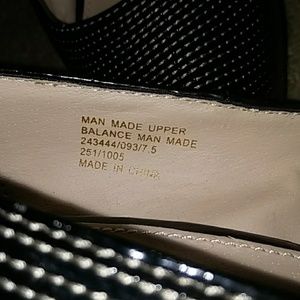 MAN MADE UPPER
BALANCE MAN MADE
243444/093/7.5
251/1005
MADE IN CHINA